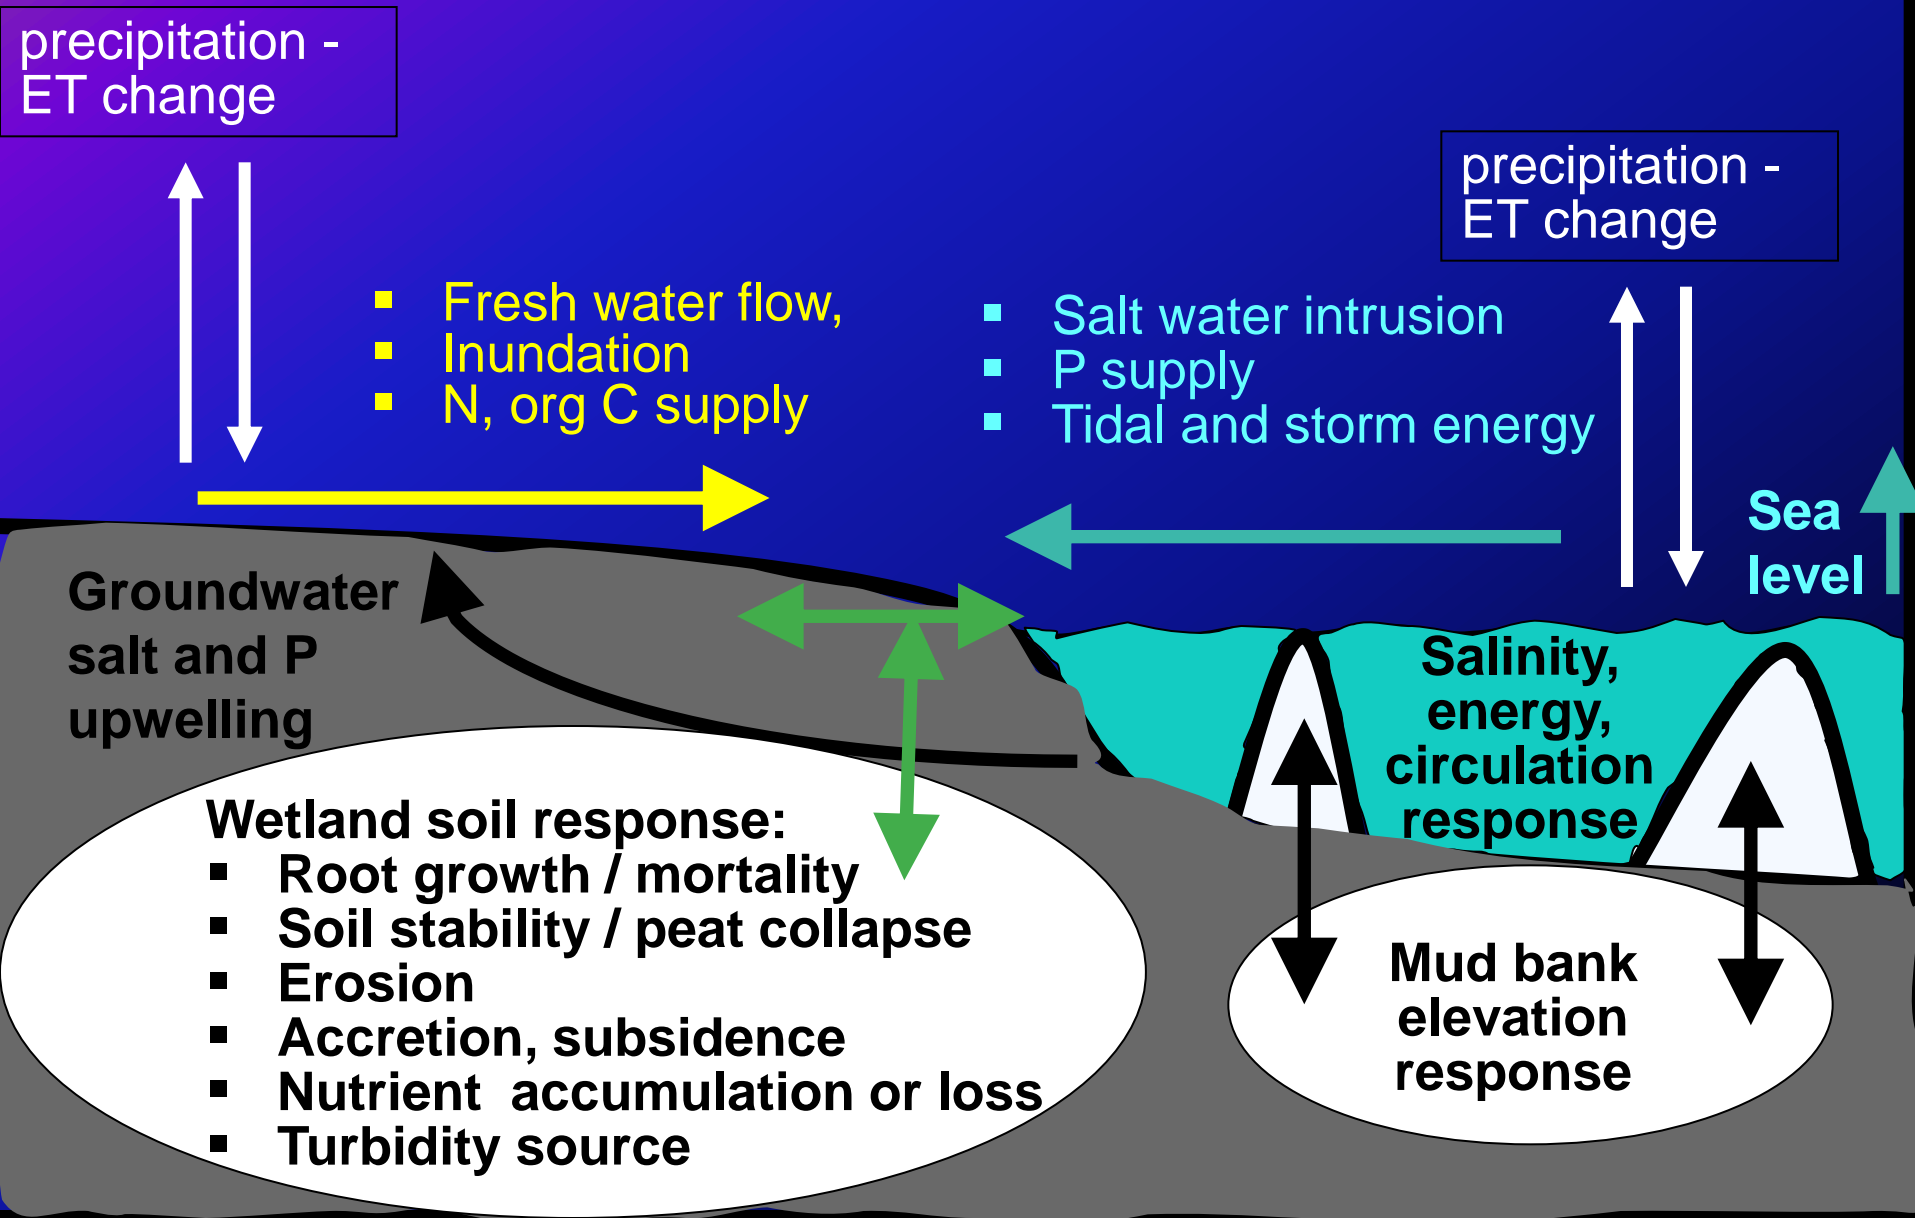 precipitation -
ET change
precipitation -
ET change
▪ Fresh water flow,
▪ Inundation
▪ N, org C supply
▪ Salt water intrusion
▪ P supply
▪ Tidal and storm energy
Sea
level
Groundwater
salt and P
upwelling
Salinity,
energy,
circulation
response
Wetland soil response:
▪ Root growth / mortality
▪ Soil stability / peat collapse
▪ Erosion
▪ Accretion, subsidence
▪ Nutrient  accumulation or loss
▪ Turbidity source
Mud bank
elevation
response